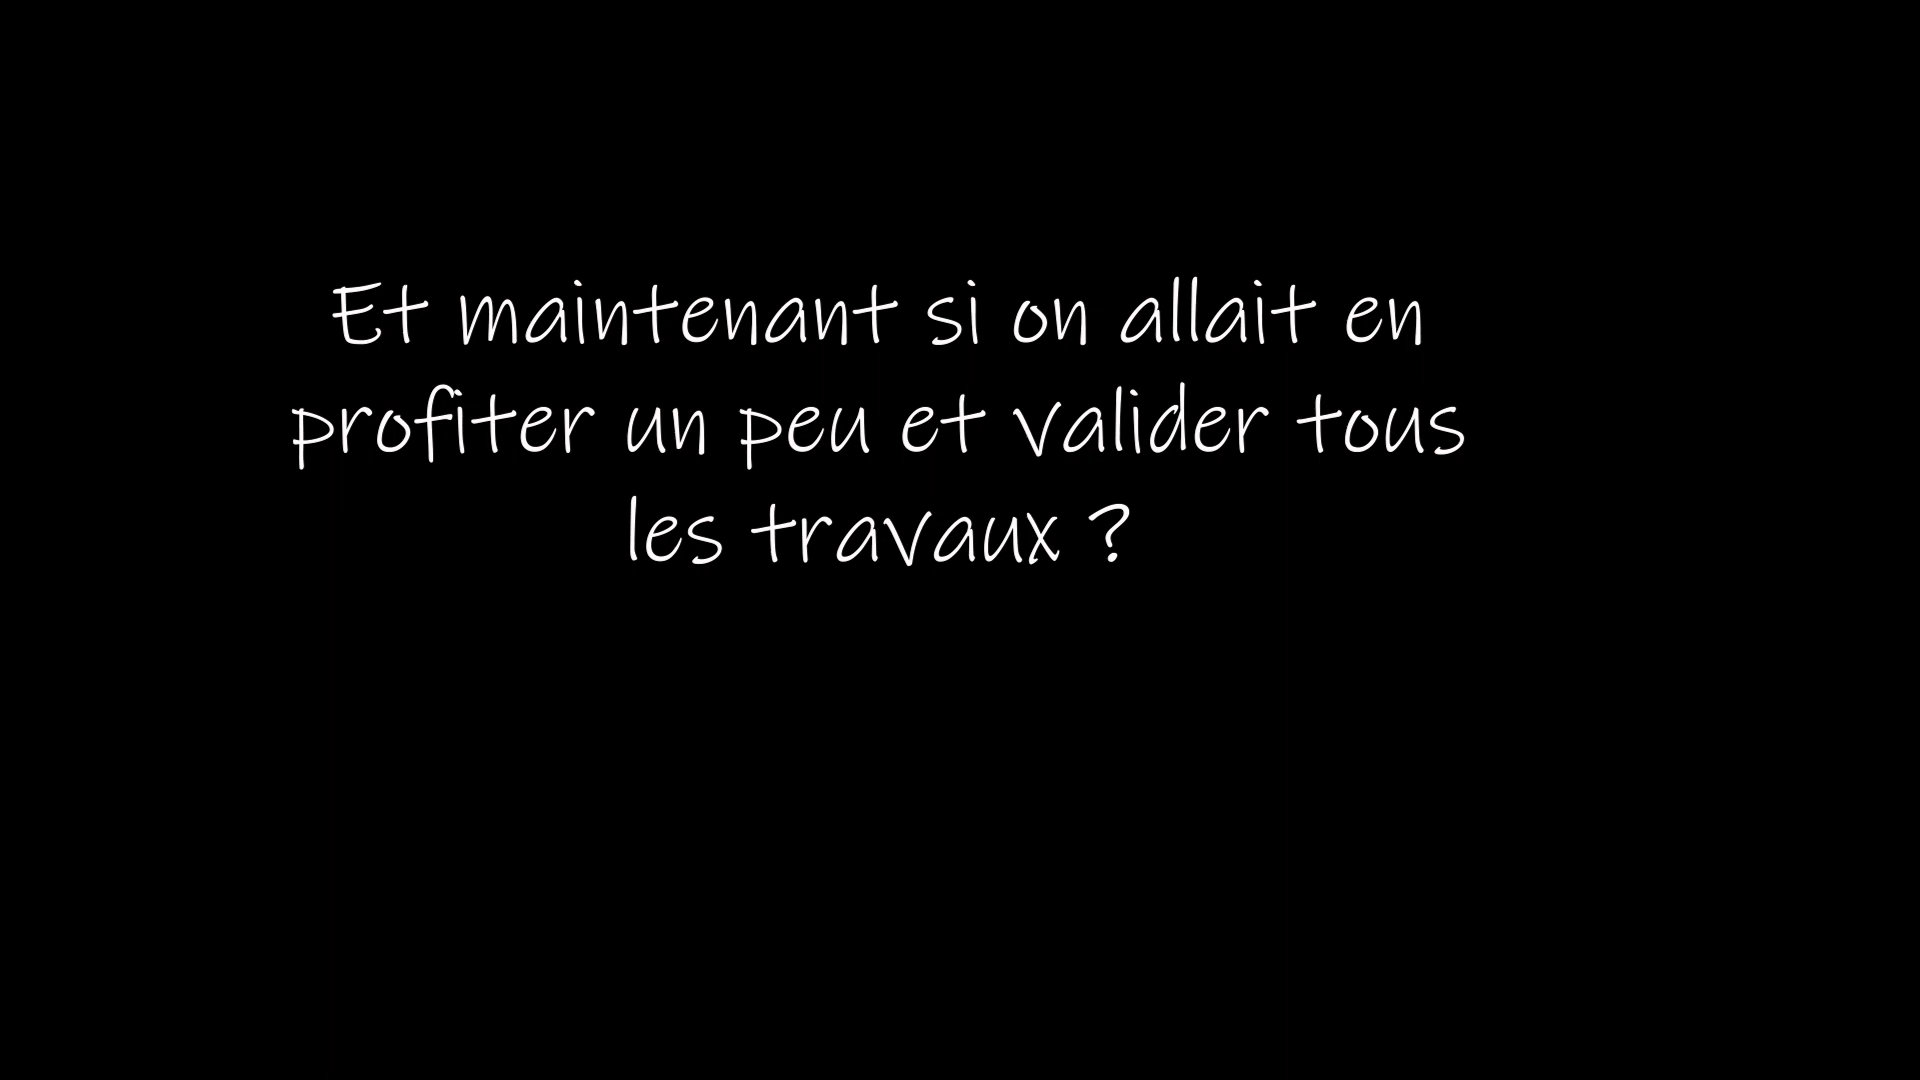 Et maintenant si on allait en
profiter un peu et valider tous
les travaux ?